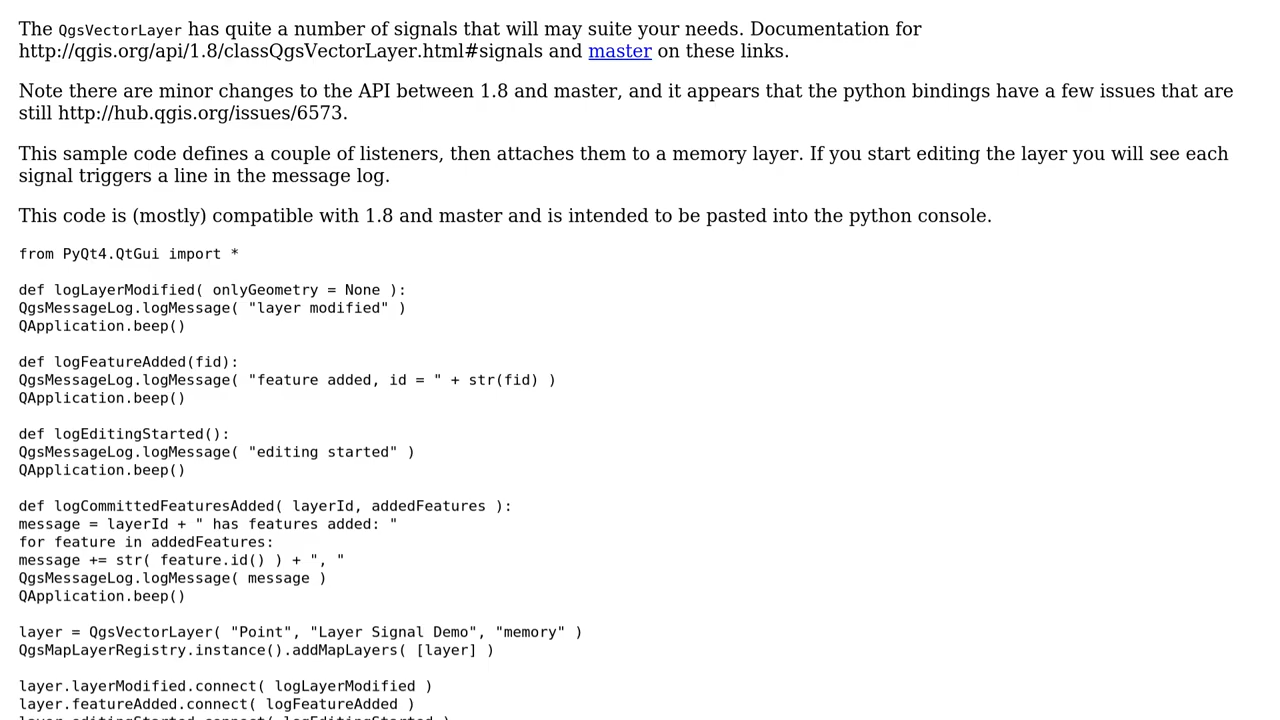 The QgsVectorLayer has quite a number of signals that will may suite your needs. Documentation for
http://qgis.org/api/1.8/classQgsVectorLayer.html#signals and master on these links.
Note there are minor changes to the API between 1.8 and master, and it appears that the python bindings have a few issues that are
still http://hub.qgis.org/issues/6573.
This sample code defines a couple of listeners, then attaches them to a memory layer. If you start editing the layer you will see each
signal triggers a line in the message log.
This code is (mostly) compatible with 1.8 and master and is intended to be pasted into the python console.
from PyQt4.QtGui import *
def logLayerModified( onlyGeometry = None ):
QgsMessageLog.logMessage( "layer modified" )
QApplication.beep()
def logFeatureAdded(fid):
QgsMessageLog.logMessage( "feature added, id = " + str(fid) )
QApplication.beep()
def logEditingStarted():
QgsMessageLog.logMessage( "editing started" )
QApplication.beep()
def logCommittedFeaturesAdded( layerId, addedFeatures ):
message = layerId + " has features added: "
for feature in addedFeatures:
message += str( feature.id() ) + ", "
QgsMessageLog.logMessage( message )
QApplication.beep()
layer = QgsVectorLayer( "Point", "Layer Signal Demo", "memory" )
QgsMapLayerRegistry.instance().addMapLayers( [layer] )
layer.layerModified.connect( logLayerModified )
layer.featureAdded.connect( logFeatureAdded )
layer.editingStarted.connect( logEditingStarted )